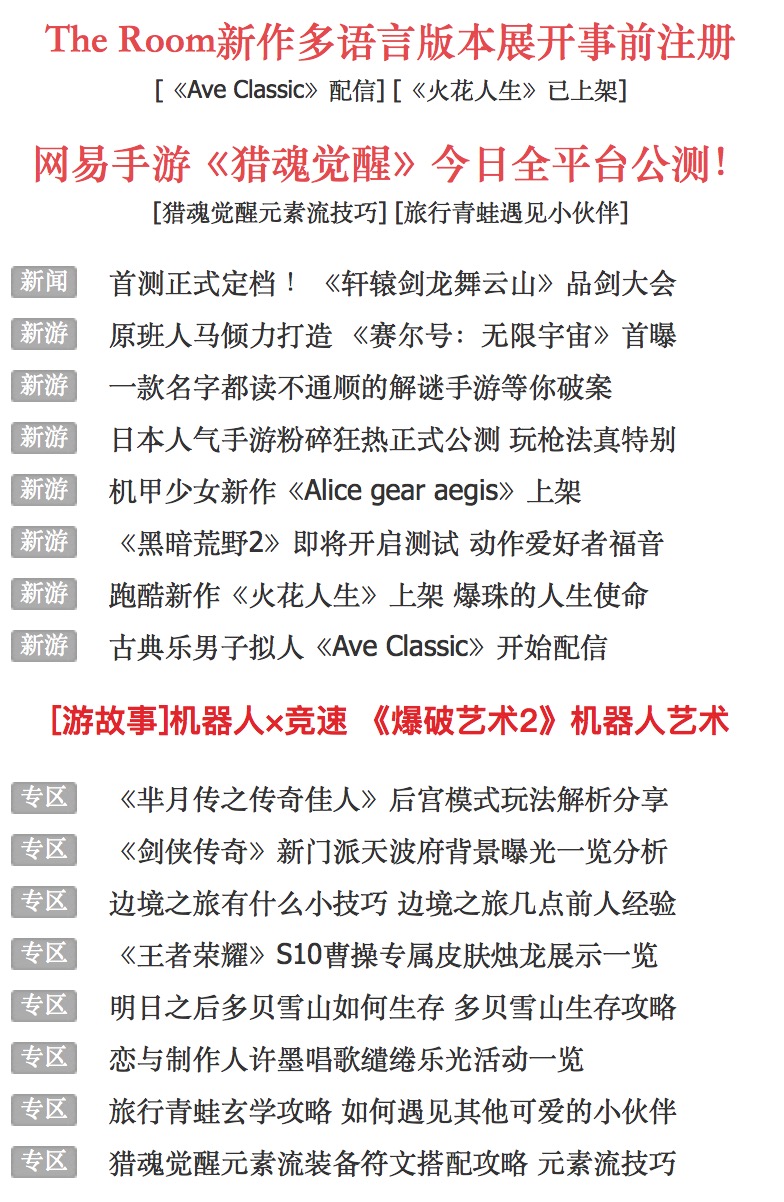 The Room新作多语言版本展开事前注册
[《Ave Classic》配信] [《火花人生》已上架]
网易手游《猎魂觉醒》今日全平台公测！
[猎魂觉醒元素流技巧] [旅行青蛙遇见小伙伴]
新闻 首测正式定档！《轩辕剑龙舞云山》品剑大会
新游 原班人马倾力打造 《赛尔号：无限宇宙》首曝
新游 一款名字都读不通顺的解谜手游等你破案
新游 日本人气手游粉碎狂热正式公测 玩枪法真特别
新游 机甲少女新作《Alice gear aegis》上架
新游 《黑暗荒野2》即将开启测试 动作爱好者福音
新游 跑酷新作《火花人生》上架 爆珠的人生使命
新游 古典乐男子拟人《Ave Classic》开始配信
[游故事]机器人×竞速 《爆破艺术2》机器人艺术
专区 《芈月传之传奇佳人》后宫模式玩法解析分享
专区 《剑侠传奇》新门派天波府背景曝光一览分析
专区 边境之旅有什么小技巧 边境之旅几点前人经验
专区 《王者荣耀》S10曹操专属皮肤烛龙展示一览
专区 明日之后多贝雪山如何生存 多贝雪山生存攻略
专区 恋与制作人许墨唱歌缱绻乐光活动一览
专区 旅行青蛙玄学攻略 如何遇见其他可爱的小伙伴
专区 猎魂觉醒元素流装备符文搭配攻略 元素流技巧